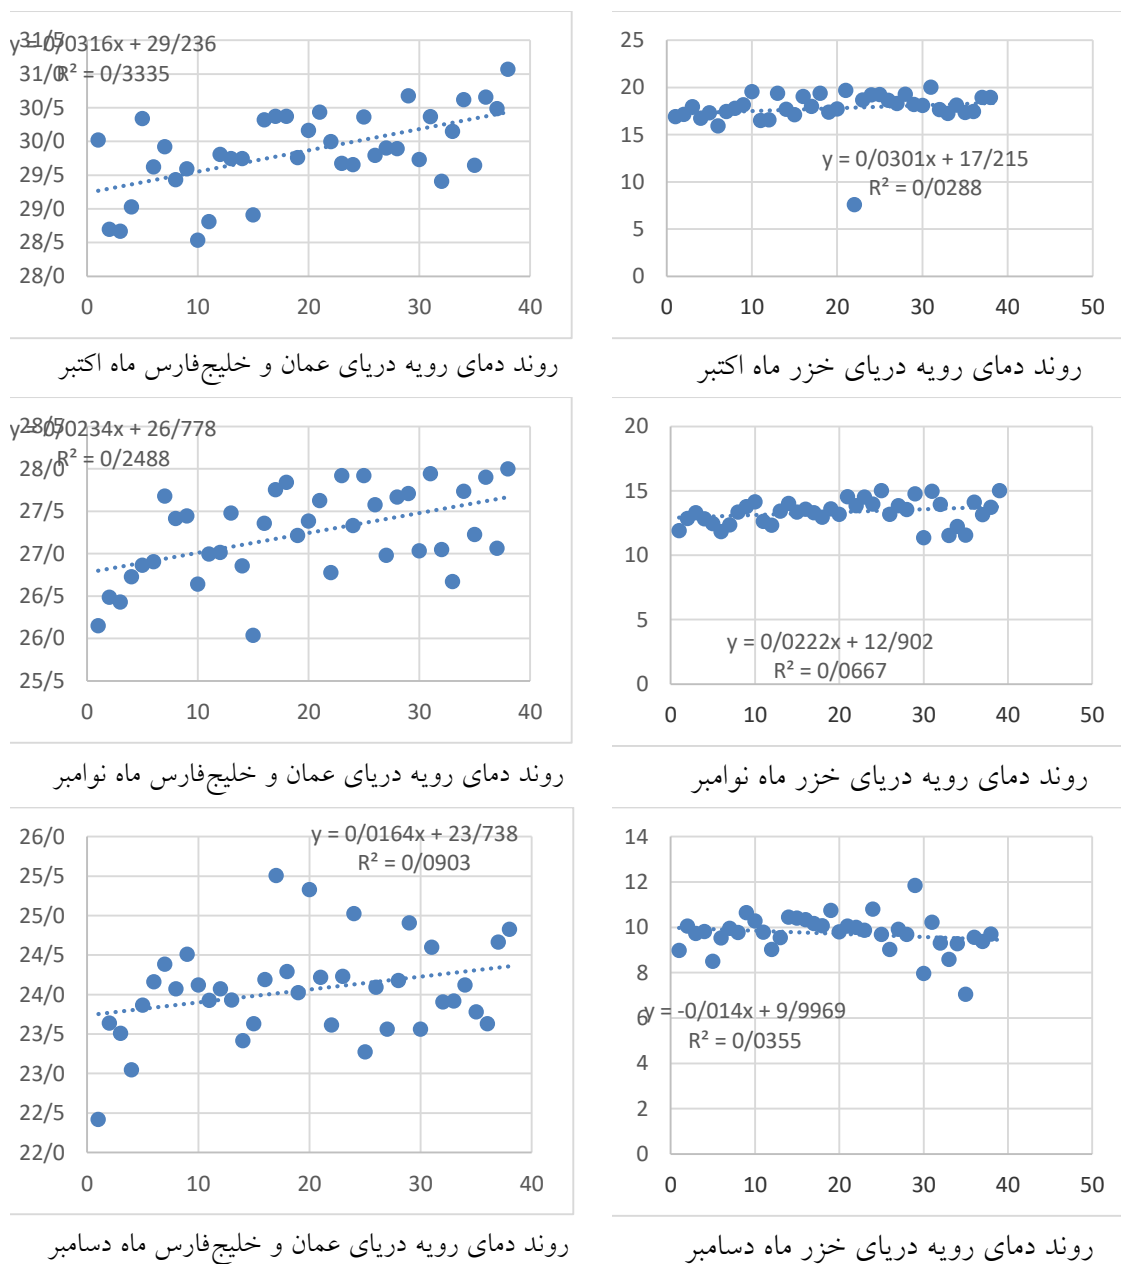 y = 0/0316x + 29/236
R² = 0/3335
31/5
31/0
30/5
30/0
29/5
29/0
28/5
28/0
0 10 20 30 40
روند دمای رویه دریای عمان و خلیج‌فارس ماه اکتبر
25
20
15
10
5
0
y = 0/0301x + 17/215
R² = 0/0288
0 10 20 30 40 50
روند دمای رویه دریای خزر ماه اکتبر
y = 0/0234x + 26/778
R² = 0/2488
28/5
28/0
27/5
27/0
26/5
26/0
25/5
0 10 20 30 40
روند دمای رویه دریای عمان و خلیج‌فارس ماه نوامبر
20
15
10
5
0
y = 0/0222x + 12/902
R² = 0/0667
0 10 20 30 40 50
روند دمای رویه دریای خزر ماه نوامبر
y = 0/0164x + 23/738
R² = 0/0903
26/0
25/5
25/0
24/5
24/0
23/5
23/0
22/5
22/0
0 10 20 30 40
روند دمای رویه دریای عمان و خلیج‌فارس ماه دسامبر
14
12
10
8
6
4
2
0
y = -0/014x + 9/9969
R² = 0/0355
0 10 20 30 40 50
روند دمای رویه دریای خزر ماه دسامبر